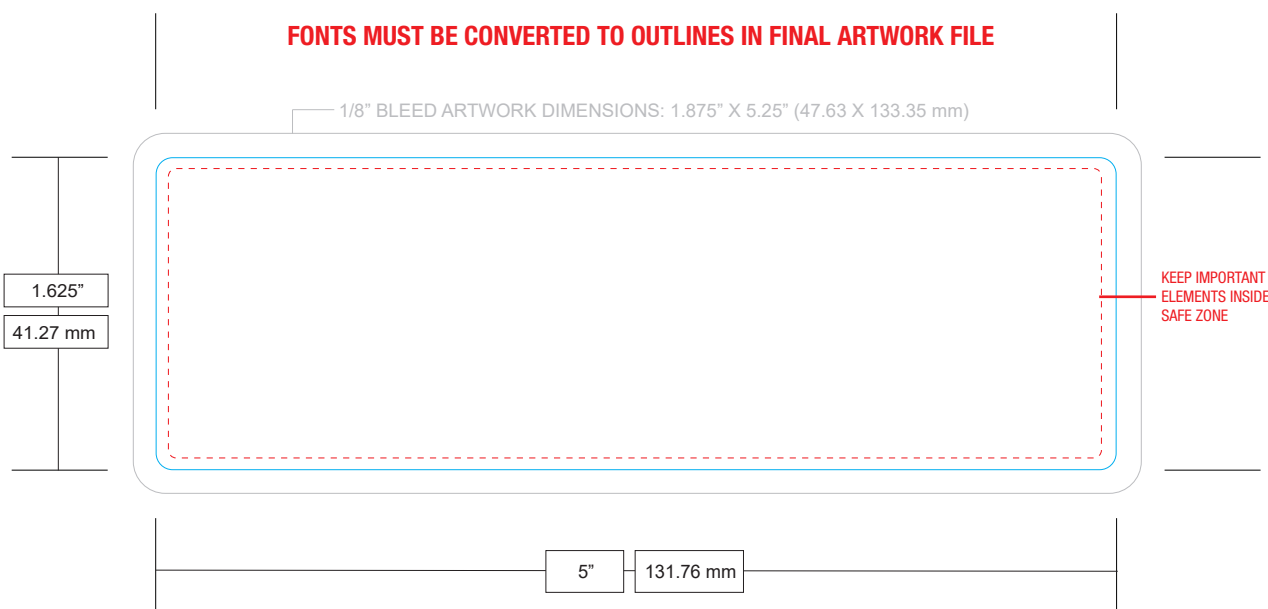 FONTS MUST BE CONVERTED TO OUTLINES IN FINAL ARTWORK FILE
1/8” BLEED ARTWORK DIMENSIONS: 1.875” X 5.25” (47.63 X 133.35 mm)
1.625”
41.27 mm
KEEP IMPORTANT
ELEMENTS INSIDE
SAFE ZONE
5”
131.76 mm